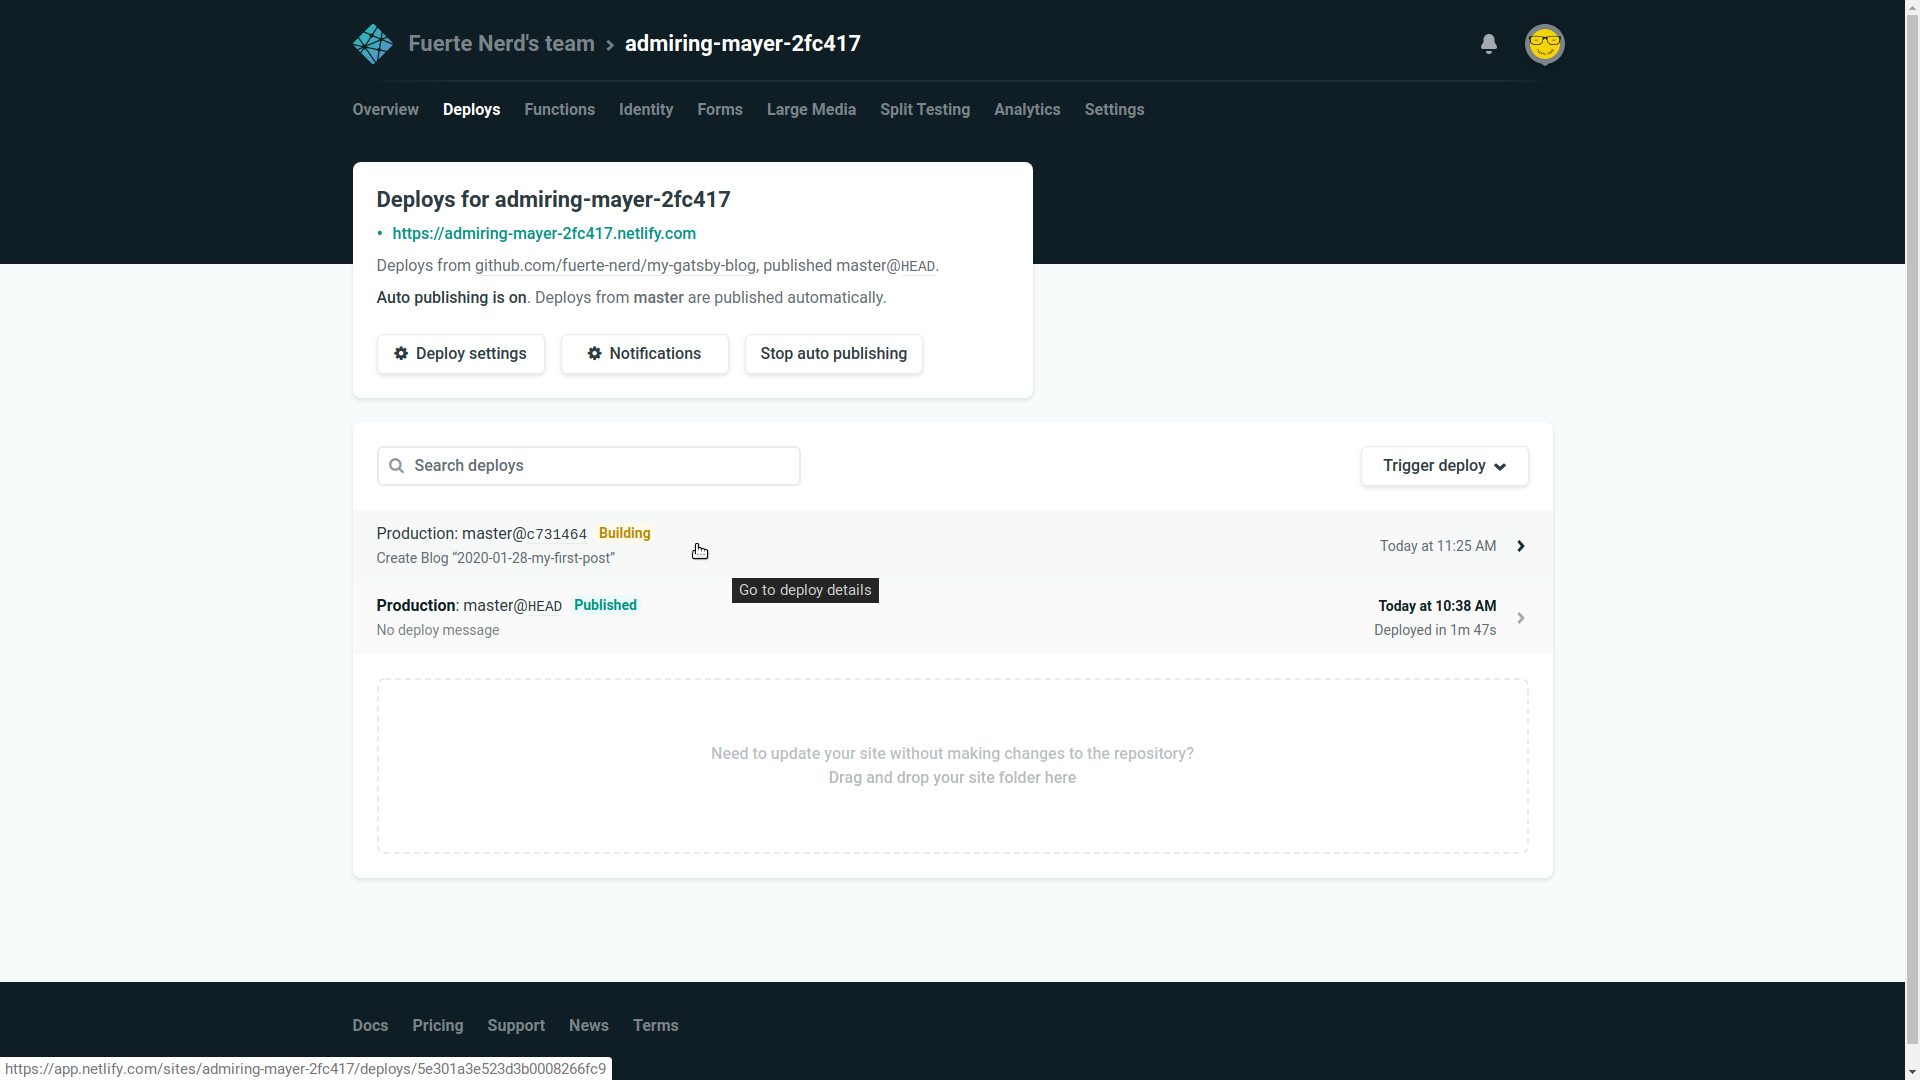 Fuerte Nerd's team > admiring-mayer-2fc417
Overview Deploys Functions Identity Forms Large Media Split Testing Analytics Settings
Deploys for admiring-mayer-2fc417
• https://admiring-mayer-2fc417.netlify.com
Deploys from github.com/fuerte-nerd/my-gatsby-blog, published master@HEAD.
Auto publishing is on. Deploys from master are published automatically.
Deploy settings Notifications Stop auto publishing
Search deploys Trigger deploy
Production: master@c731464 Building
Create Blog “2020-01-28-my-first-post”
Today at 11:25 AM
Go to deploy details
Production: master@HEAD Published
No deploy message
Today at 10:38 AM
Deployed in 1m 47s
Need to update your site without making changes to the repository?
Drag and drop your site folder here
Docs Pricing Support News Terms
https://app.netlify.com/sites/admiring-mayer-2fc417/deploys/5e301a3e523d3b0008266fc9